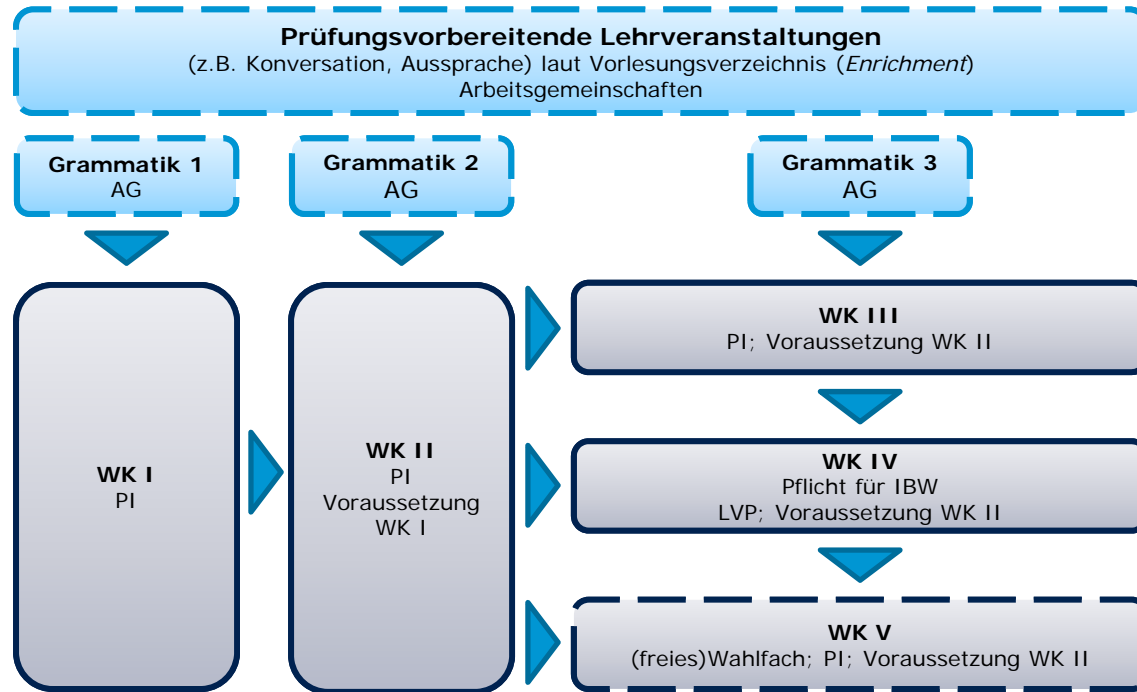 Prüfungsvorbereitende Lehrveranstaltungen
(z.B. Konversation, Aussprache) laut Vorlesungsverzeichnis (Enrichment)
Arbeitsgemeinschaften
Grammatik 1
AG
Grammatik 2
AG
Grammatik 3
AG
WK I
PI
WK II
PI
Voraussetzung
WK I
WK III
PI; Voraussetzung WK II
WK IV
Pflicht für IBW
LVP; Voraussetzung WK II
WK V
(freies)Wahlfach; PI; Voraussetzung WK II